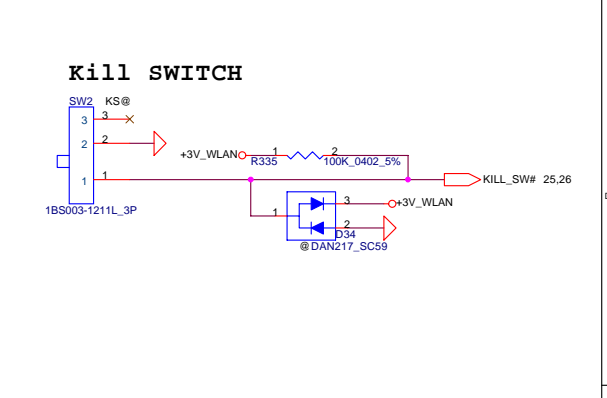 Kill SWITCH
SW2 KS@
3 3
2 2
1 1
1BS003-1211L_3P
+3V_WLAN
1 2
R335 100K_0402_5%
KILL_SW# 25,26
1 3 +3V_WLAN
2
D34
@DAN217_SC59